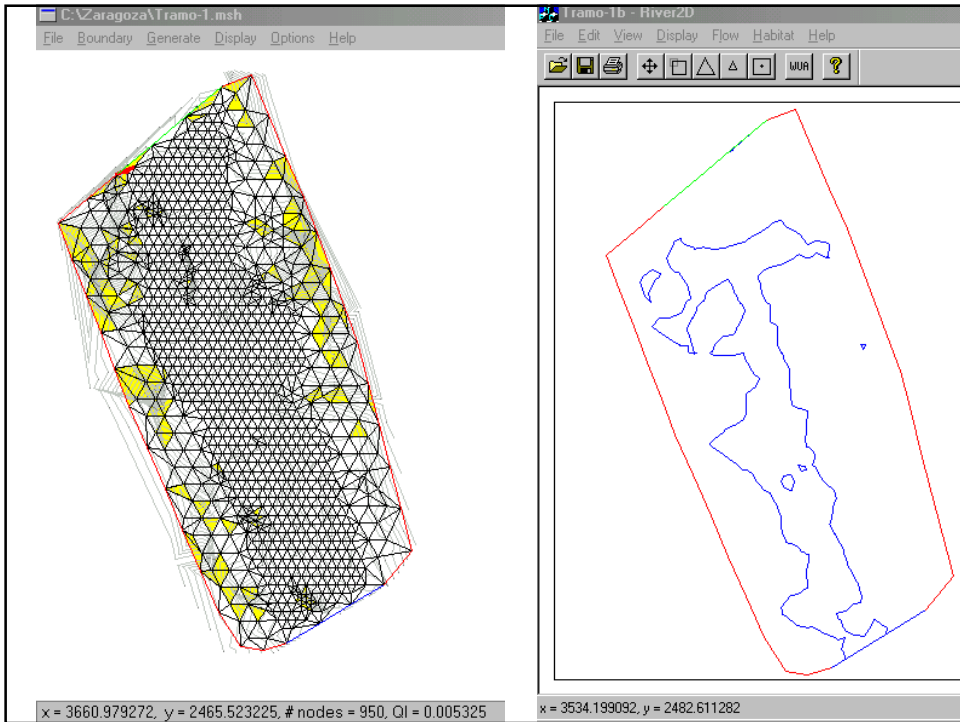 C:\Zaragoza\Tramo-1.msh
File Boundary Generate Display Options Help
x = 3660.979272, y = 2465.523225, # nodes = 950, QI = 0.005325
Tramo-1b - River2D
File Edit View Display Flow Habitat Help
WUA ?
x = 3534.199092, y = 2482.611282